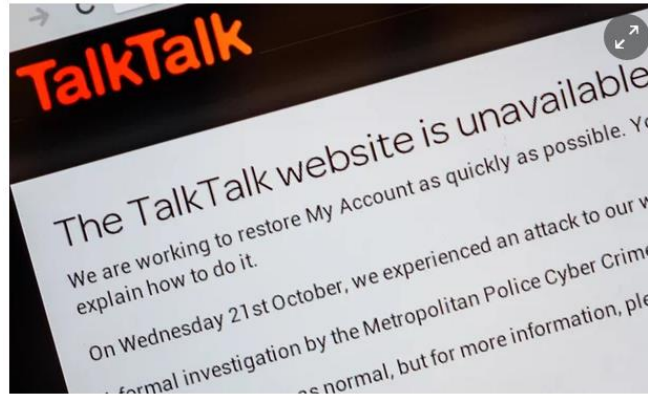 TalkTalk
The TalkTalk website is unavailable
We are working to restore My Account as quickly as possible.
explain how to do it.
On Wednesday 21st October, we experienced an attack to our
formal investigation by the Metropolitan Police Cyber Crime
as normal, but for more information,